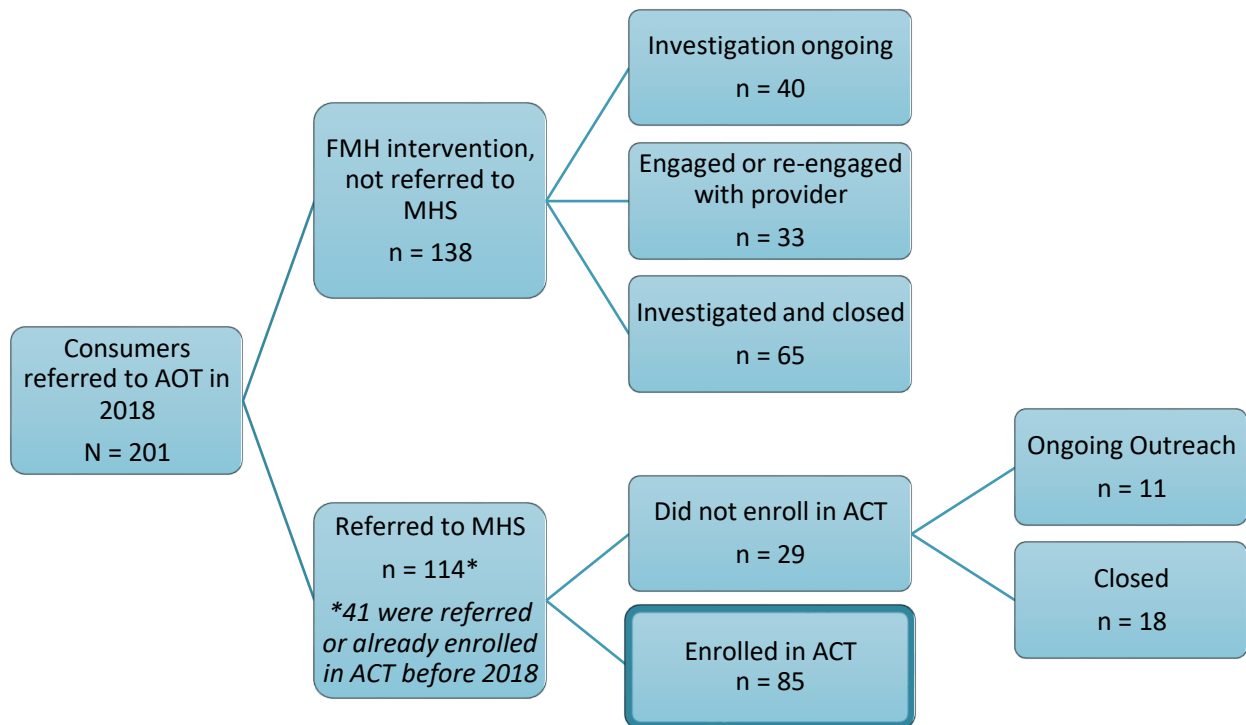 Consumers
referred to AOT in
2018
N = 201
FMH intervention,
not referred to
MHS
n = 138
Investigation ongoing
n = 40
Engaged or re-engaged
with provider
n = 33
Investigated and closed
n = 65
Referred to MHS
n = 114*
*41 were referred
or already enrolled
in ACT before 2018
Did not enroll in ACT
n = 29
Ongoing Outreach
n = 11
Closed
n = 18
Enrolled in ACT
n = 85